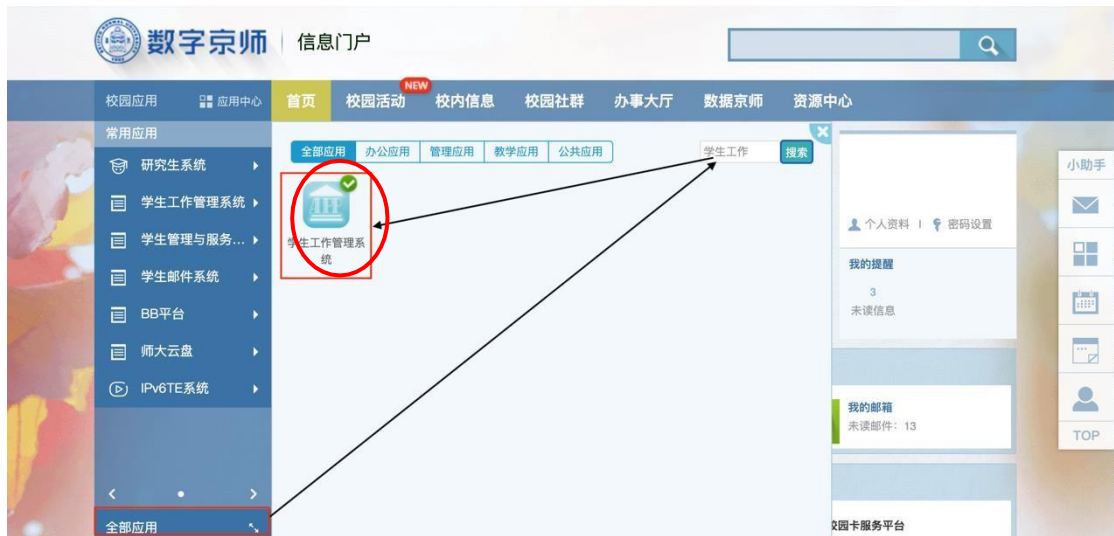 数字京师 信息门户
校园应用 应用中心 首页 校园活动 NEW 校内信息 校园社群 办事大厅 数据京师 资源中心
常用应用
研究生系统
学生工作管理系统
学生管理与服务...
学生邮件系统
BB平台
师大云盘
IPv6TE系统
全部应用
全部应用 办公应用 管理应用 教学应用 公共应用 学生工作 搜索
学生工作管理系
统
个人资料 | 密码设置
我的提醒
3
未读信息
我的邮箱
未读邮件：13
校园卡服务平台
小助手
TOP